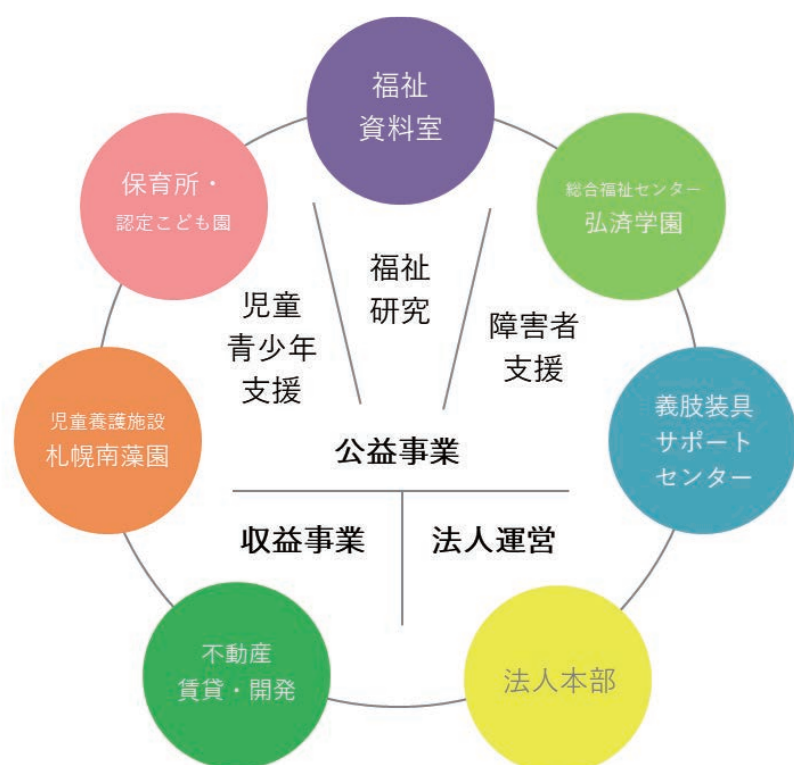 福祉
資料室
保育所・
認定こども園
総合福祉センター
弘済学園
児童
青少年
支援
福祉
研究
障害者
支援
児童養護施設
札幌南藻園
義肢装具
サポート
センター
公益事業
収益事業
法人運営
不動産
賃貸・開発
法人本部